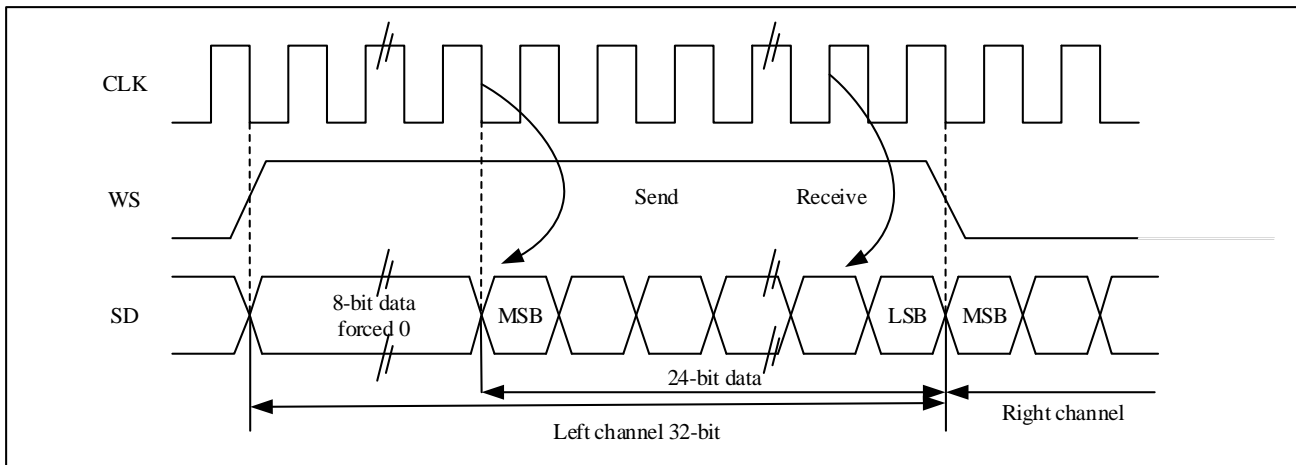 CLK
WS
Send
Receive
SD
8-bit data
forced 0
MSB
LSB
MSB
24-bit data
Left channel 32-bit
Right channel